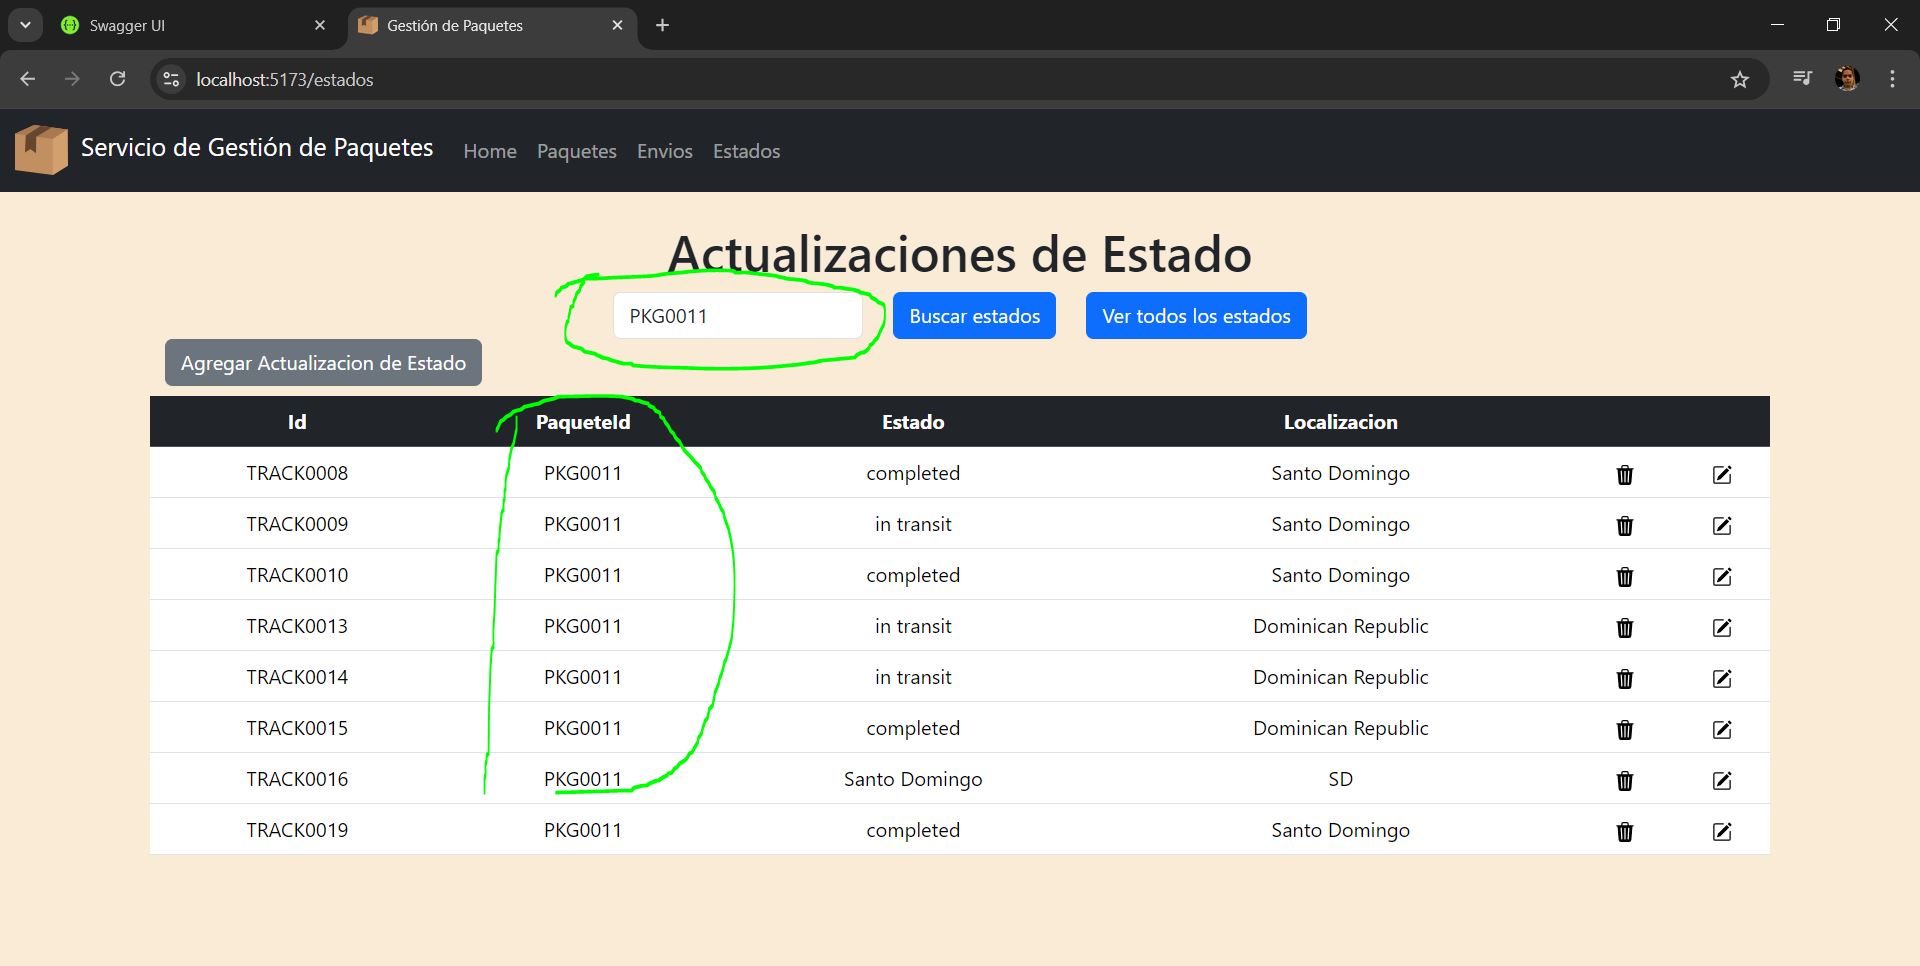 Swagger UI
Gestión de Paquetes
localhost:5173/estados
Servicio de Gestión de Paquetes Home Paquetes Envios Estados
Actualizaciones de Estado
PKG0011 Buscar estados Ver todos los estados
Agregar Actualizacion de Estado
Id PaqueteId Estado Localizacion
TRACK0008 PKG0011 completed Santo Domingo
TRACK0009 PKG0011 in transit Santo Domingo
TRACK0010 PKG0011 completed Santo Domingo
TRACK0013 PKG0011 in transit Dominican Republic
TRACK0014 PKG0011 in transit Dominican Republic
TRACK0015 PKG0011 completed Dominican Republic
TRACK0016 PKG0011 Santo Domingo SD
TRACK0019 PKG0011 completed Santo Domingo